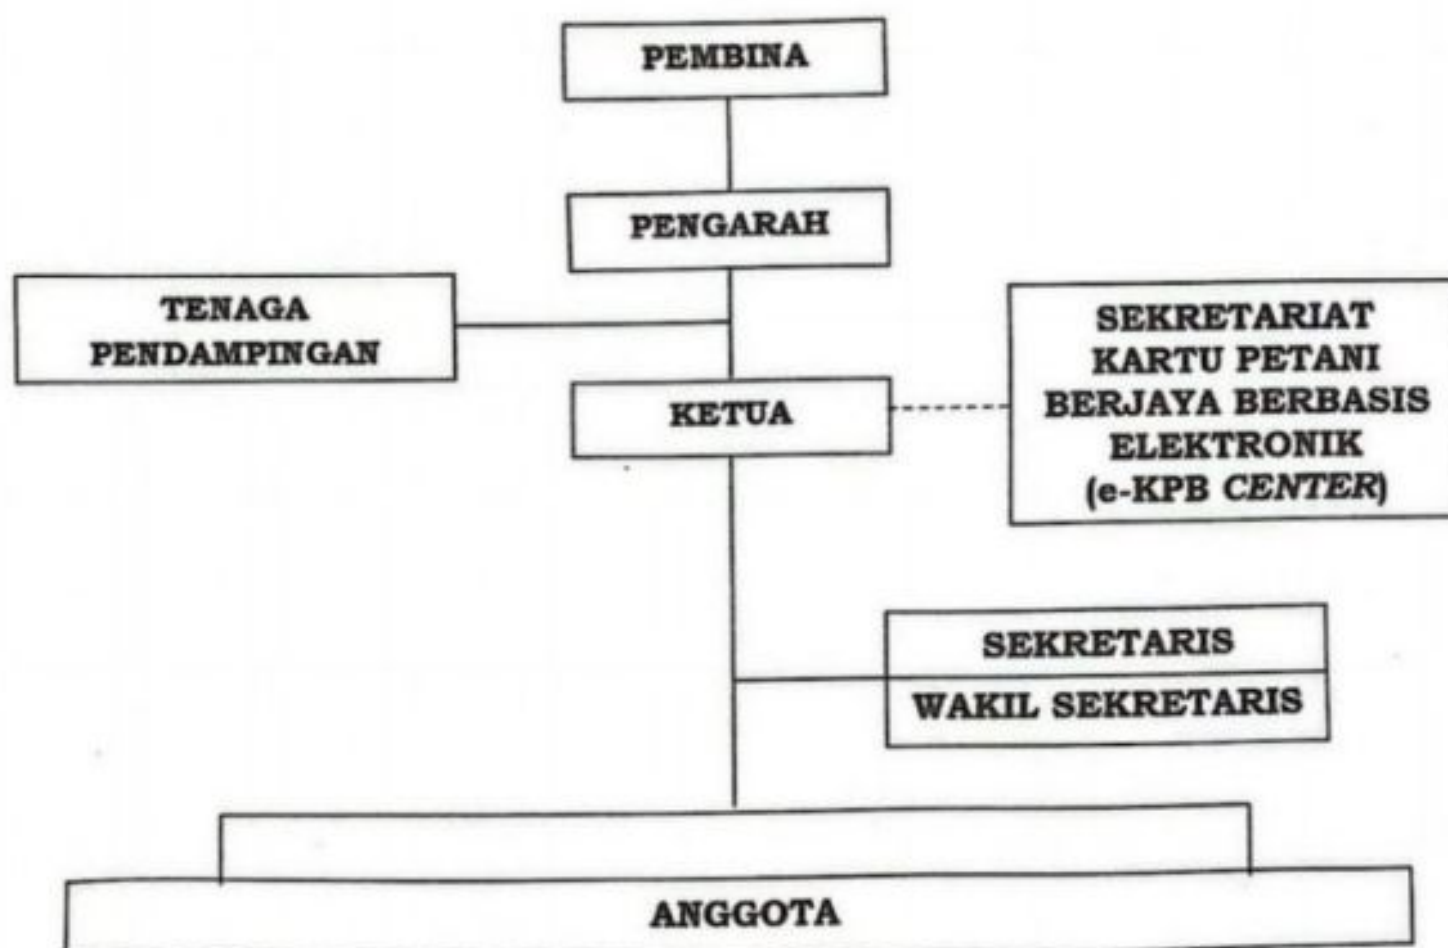 PEMBINA
PENGARAH
TENAGA
PENDAMPINGAN
SEKRETARIAT
KARTU PETANI
BERJAYA BERBASIS
ELEKTRONIK
(e-KPB CENTER)
KETUA
SEKRETARIS
WAKIL SEKRETARIS
ANGGOTA